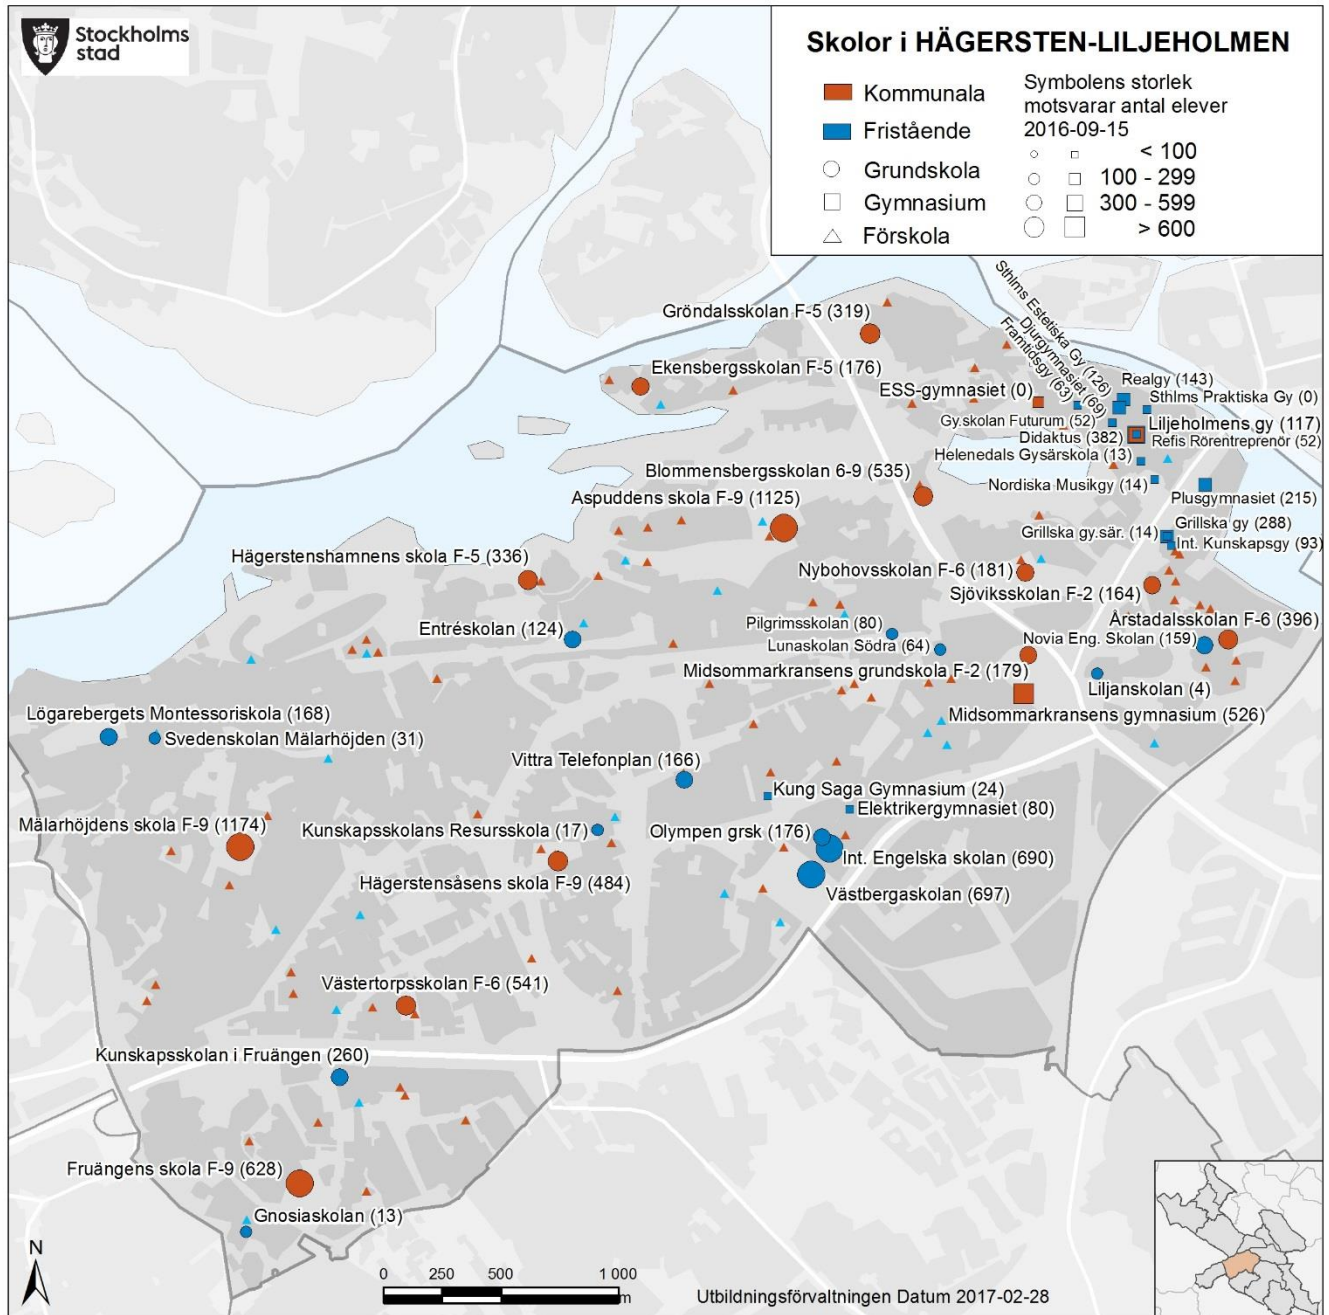 Stockholms
stad
Skolor i HÄGERSTEN-LILJEHOLMEN
Kommunala
Fristående
Grundskola
Gymnasium
Förskola
Symbolens storlek
motsvarar antal elever
2016-09-15
< 100
100 - 299
300 - 599
> 600
Gröndalsskolan F-5 (319)
Sthlms Estetiska Gy (126)
Djurgymnasiet (69)
Framtidsgy (63)
Ekensbergsskolan F-5 (176)
ESS-gymnasiet (0)
Realgy (143)
Sthlms Praktiska Gy (0)
Gy.skolan Futurum (52)
Liljeholmens gy (117)
Didaktus (382)
Refis Rörentreprenör (52)
Helenedals Gysärskola (13)
Blommensbergsskolan 6-9 (535)
Nordiska Musikgy (14)
Plusgymnasiet (215)
Aspuddens skola F-9 (1125)
Grillska gy (288)
Grillska gy.sär. (14)
Int. Kunskapsgy (93)
Hägerstenshamnens skola F-5 (336)
Nybohovsskolan F-6 (181)
Sjöviksskolan F-2 (164)
Årstadalsskolan F-6 (396)
Entréskolan (124)
Pilgrimsskolan (80)
Novia Eng. Skolan (159)
Lunaskolan Södra (64)
Midsommarkransens grundskola F-2 (179)
Liljanskolan (4)
Midsommarkransens gymnasium (526)
Lögarebergets Montessoriskola (168)
Svedenskolan Mälarhöjden (31)
Vittra Telefonplan (166)
Kung Saga Gymnasium (24)
Elektrikergymnasiet (80)
Mälarhöjdens skola F-9 (1174)
Kunskapsskolans Resursskola (17)
Olympen grsk (176)
Int. Engelska skolan (690)
Hägerstensåsens skola F-9 (484)
Västbergaskolan (697)
Västertorpsskolan F-6 (541)
Kunskapsskolan i Fruängen (260)
Fruängens skola F-9 (628)
Gnosiaskolan (13)
N
0 250 500 1 000
m
Utbildningsförvaltningen Datum 2017-02-28